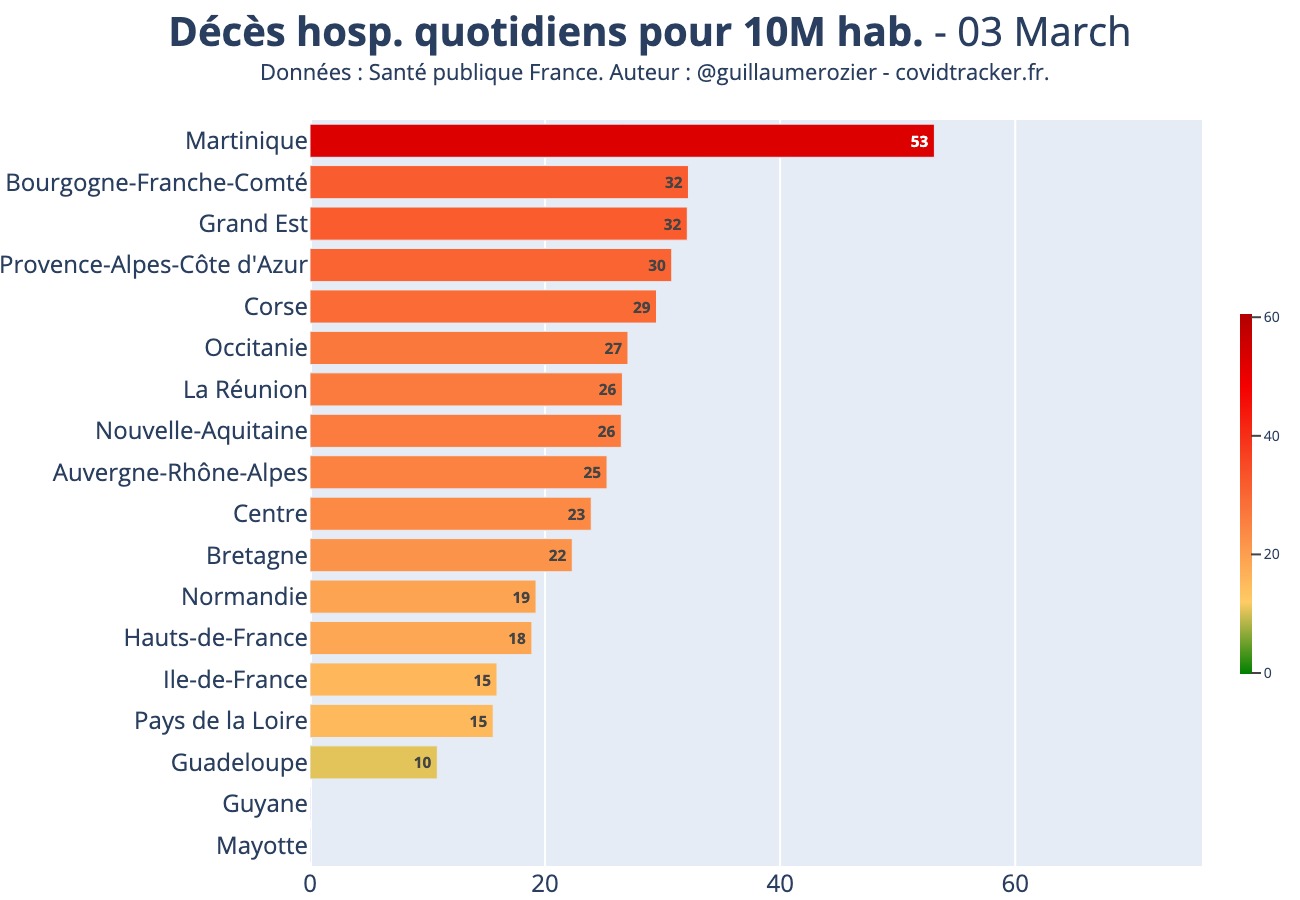 Décès hosp. quotidiens pour 10M hab. - 03 March
Données : Santé publique France. Auteur : @guillaumerozier - covidtracker.fr.
Martinique 53
Bourgogne-Franche-Comté 32
Grand Est 32
Provence-Alpes-Côte d'Azur 30
Corse 29
Occitanie 27
La Réunion 26
Nouvelle-Aquitaine 26
Auvergne-Rhône-Alpes 25
Centre 23
Bretagne 22
Normandie 19
Hauts-de-France 18
Ile-de-France 15
Pays de la Loire 15
Guadeloupe 10
Guyane
Mayotte
0 20 40 60
60
40
20
0